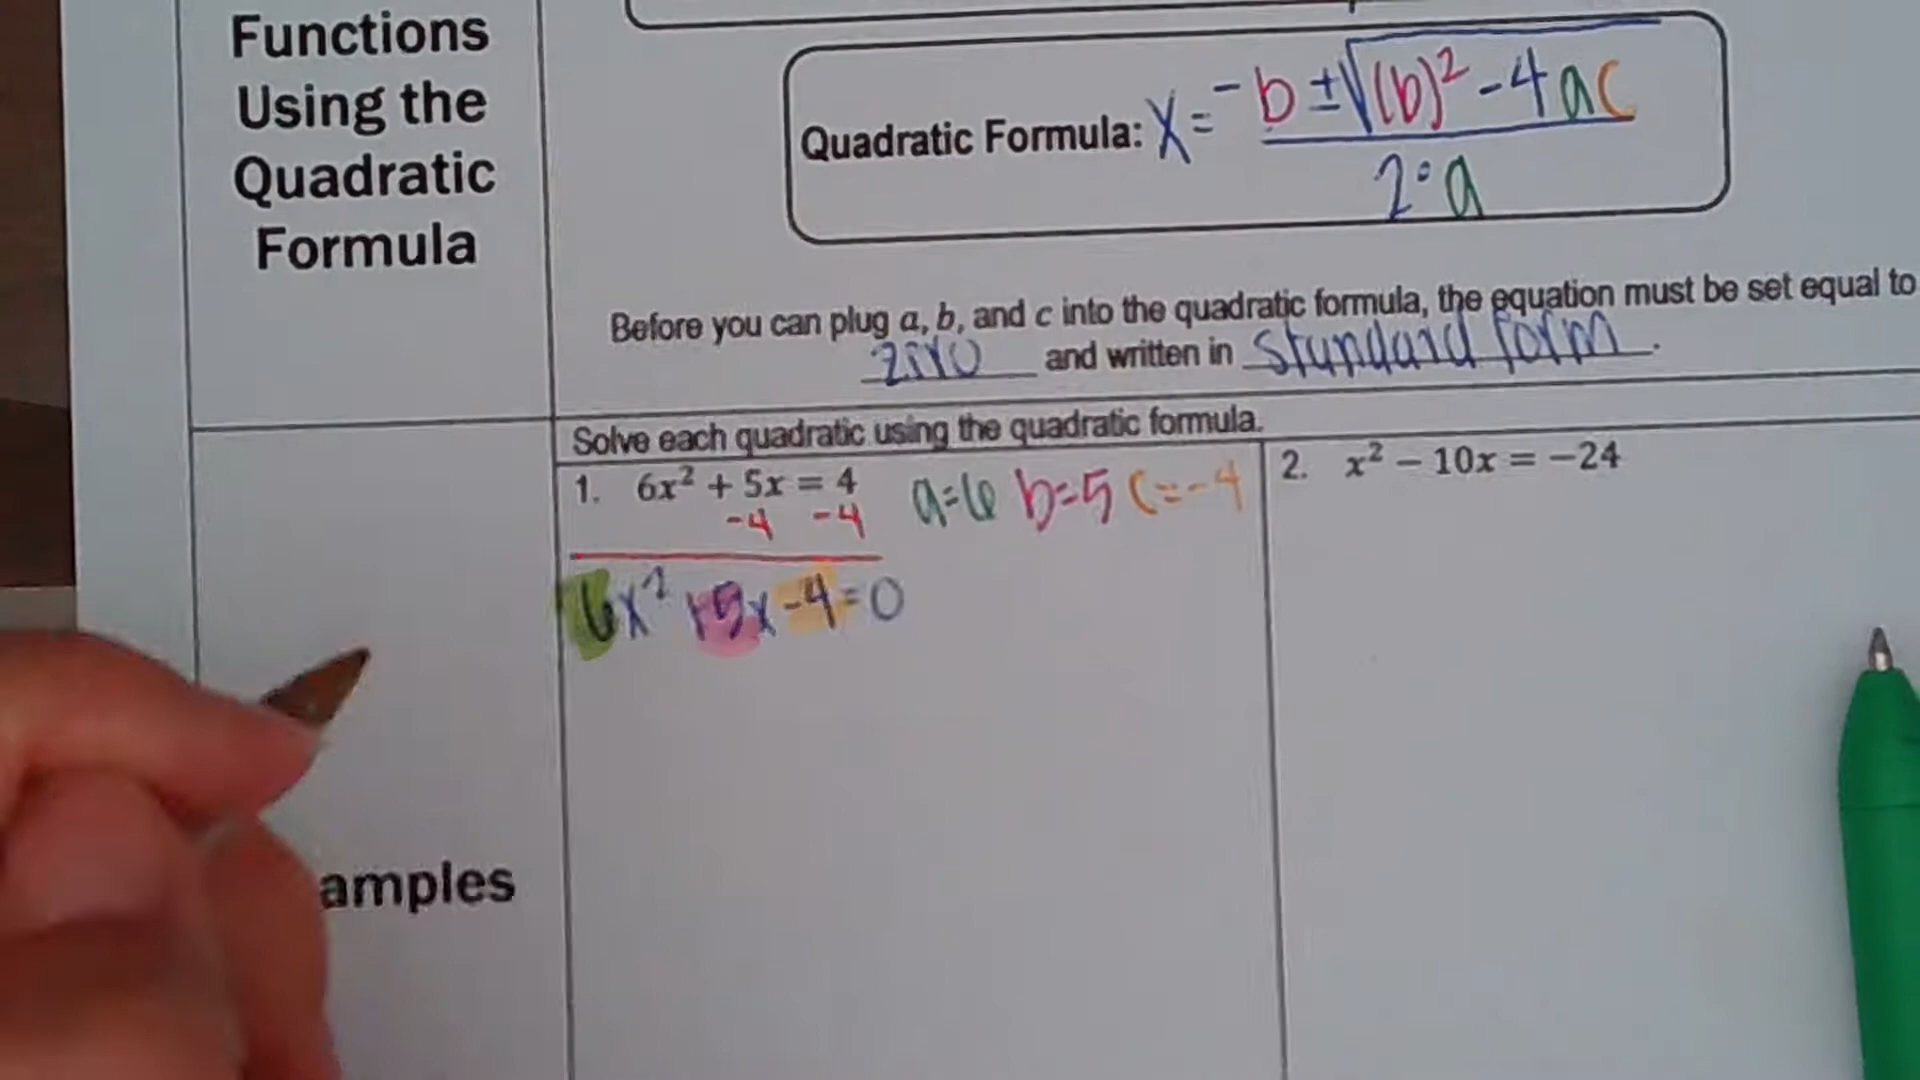 Functions
Using the
Quadratic
Formula
Quadratic Formula: x = -b ± √(b)² - 4ac
2·a
Before you can plug a, b, and c into the quadratic formula, the equation must be set equal to
zero and written in standard form.
Solve each quadratic using the quadratic formula.
1. 6x² + 5x = 4 a=6 b=5 c=-4
-4 -4
6x² +5x -4 = 0
2. x² – 10x = –24
amples